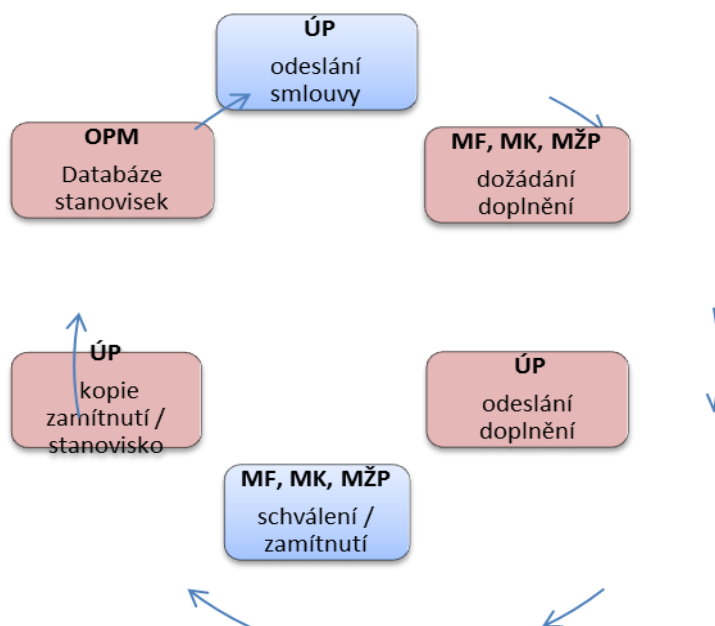 ÚP
odeslání
smlouvy
MF, MK, MŽP
dožádání
doplnění
ÚP
odeslání
doplnění
MF, MK, MŽP
schválení /
zamítnutí
ÚP
kopie
zamítnutí /
stanovisko
OPM
Databáze
stanovisek